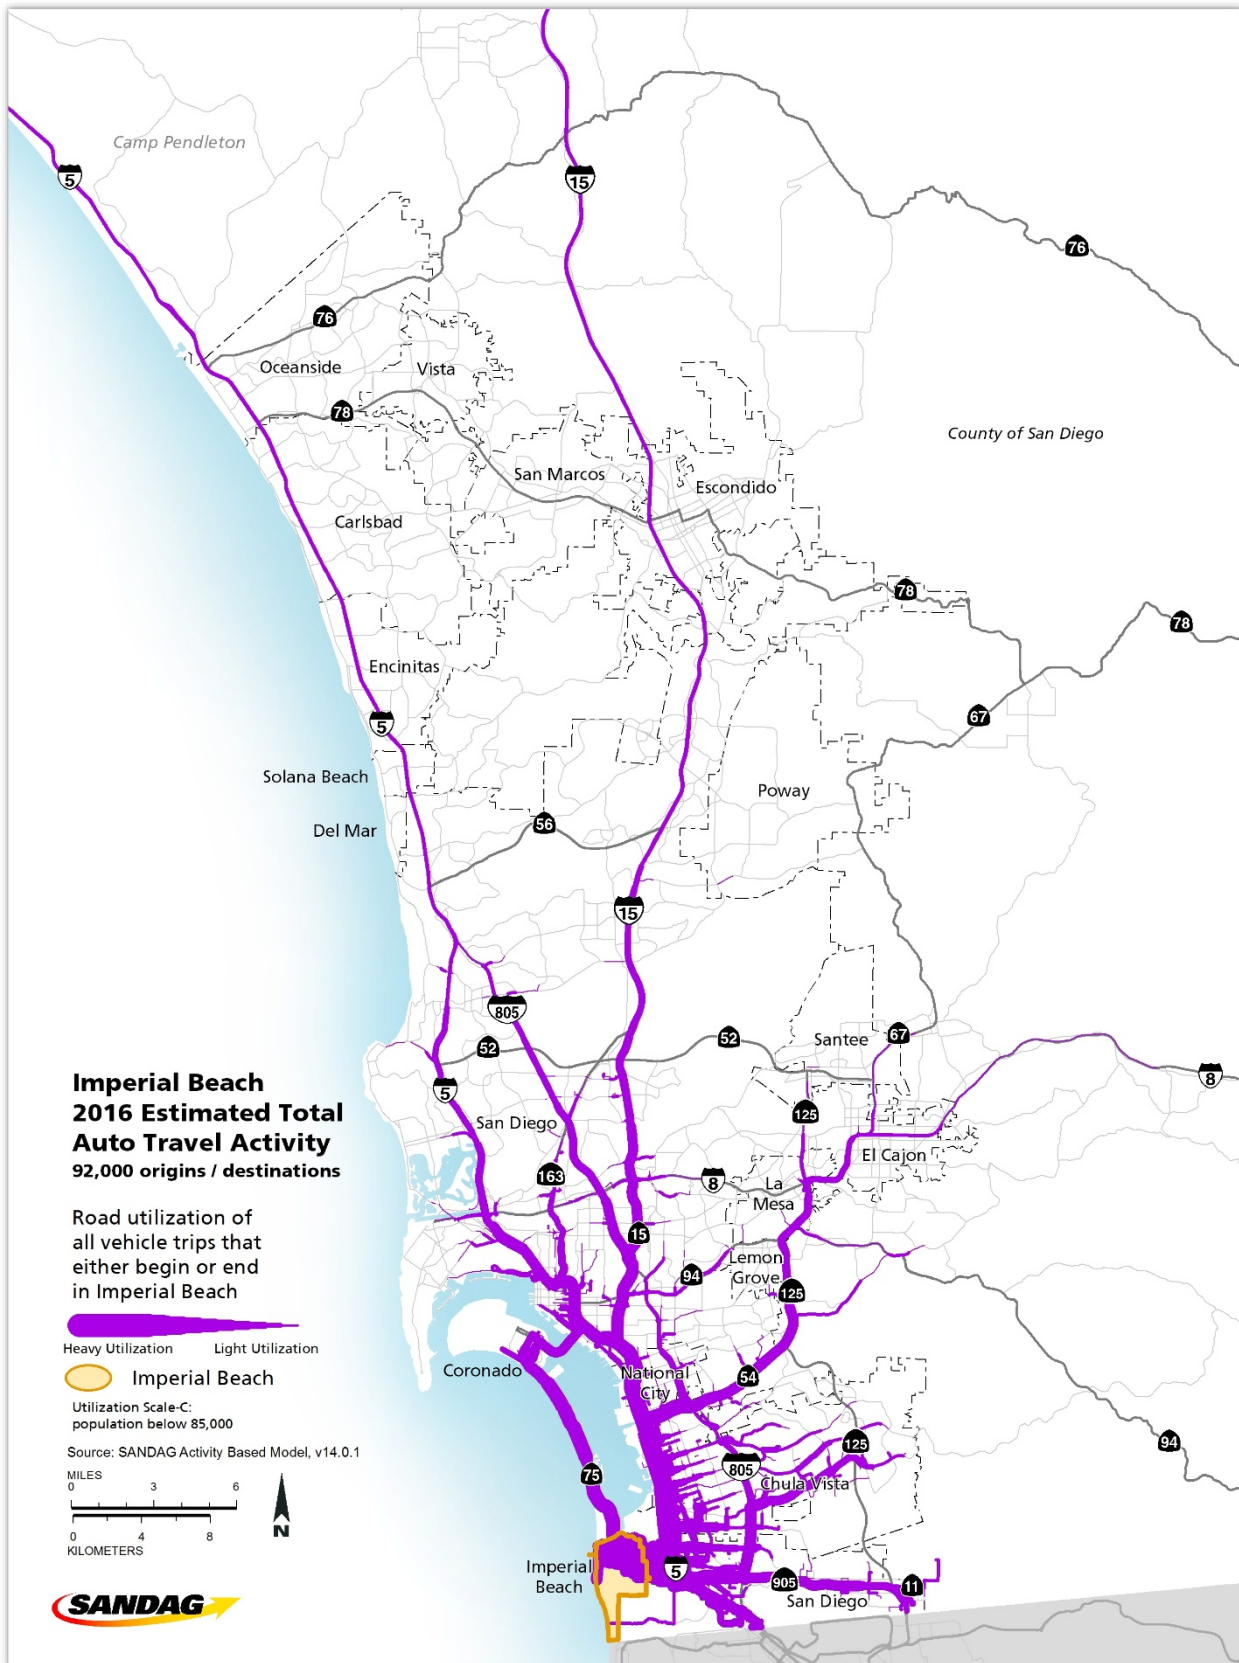 Camp Pendleton
5
15
76
76
Oceanside
Vista
78
County of San Diego
San Marcos
Escondido
Carlsbad
78
78
Encinitas
67
5
Solana Beach
Poway
56
Del Mar
15
805
52
52
Santee
67
8
5
125
San Diego
El Cajon
163
8
La
Mesa
15
94
Lemon
Grove
125
Coronado
National
City
54
125
94
805
75
Chula Vista
Imperial
Beach
5
905
11
San Diego
Imperial Beach
2016 Estimated Total
Auto Travel Activity
92,000 origins / destinations
Road utilization of
all vehicle trips that
either begin or end
in Imperial Beach
Heavy Utilization Light Utilization
Imperial Beach
Utilization Scale-C:
population below 85,000
Source: SANDAG Activity Based Model, v14.0.1
MILES
0 3 6
0 4 8
KILOMETERS
N
SANDAG